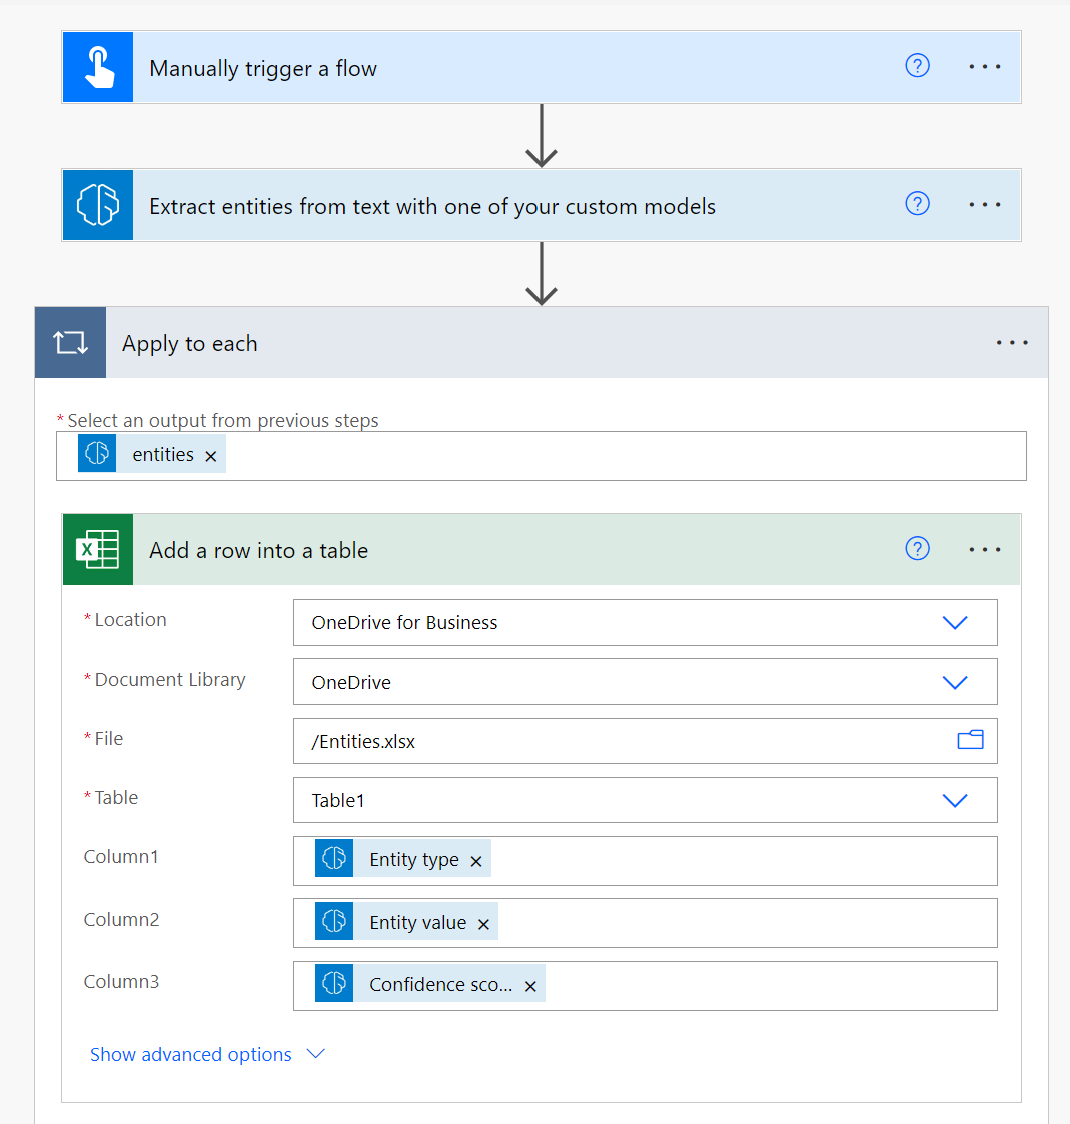 Manually trigger a flow
Extract entities from text with one of your custom models
Apply to each
* Select an output from previous steps
entities
Add a row into a table
* Location
OneDrive for Business
* Document Library
OneDrive
* File
/Entities.xlsx
* Table
Table1
Column1
Entity type
Column2
Entity value
Column3
Confidence sco...
Show advanced options